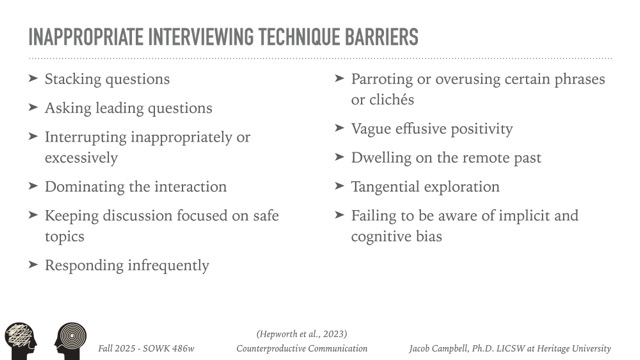 INAPPROPRIATE INTERVIEWING TECHNIQUE BARRIERS
➤ Stacking questions
➤ Asking leading questions
➤ Interrupting inappropriately or
excessively
➤ Dominating the interaction
➤ Keeping discussion focused on safe
topics
➤ Responding infrequently
➤ Parroting or overusing certain phrases
or clichés
➤ Vague effusive positivity
➤ Dwelling on the remote past
➤ Tangential exploration
➤ Failing to be aware of implicit and
cognitive bias
(Hepworth et al., 2023)
Fall 2025 - SOWK 486w
Counterproductive Communication
Jacob Campbell, Ph.D. LICSW at Heritage University